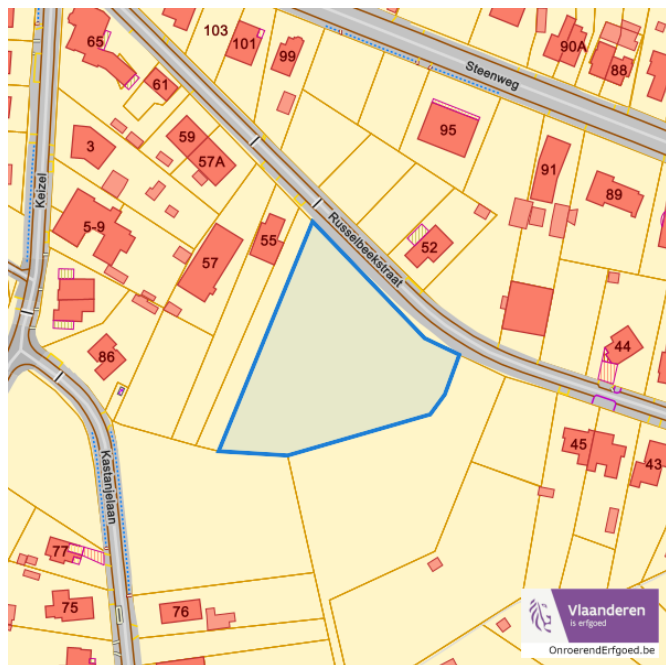 103
101
99
65
61
90A
88
Steenweg
95
3
59
57A
91
89
Keizel
5-9
55
57
Russelbeekstraat
52
86
44
45
43
Kastanjelaan
77
75
76
Vlaanderen
is erfgoed
OnroerendErfgoed.be